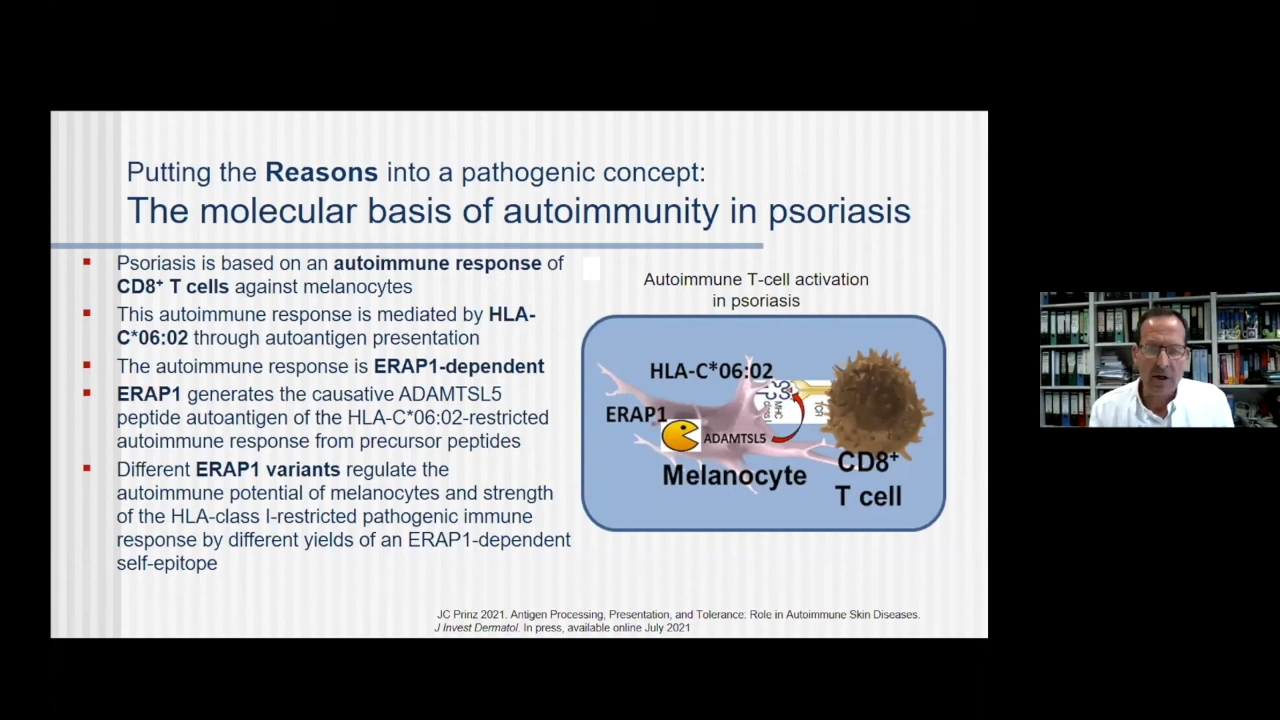 Putting the Reasons into a pathogenic concept:
The molecular basis of autoimmunity in psoriasis
▪ Psoriasis is based on an autoimmune response of
CD8⁺ T cells against melanocytes
▪ This autoimmune response is mediated by HLA-
C*06:02 through autoantigen presentation
▪ The autoimmune response is ERAP1-dependent
▪ ERAP1 generates the causative ADAMTSL5
peptide autoantigen of the HLA-C*06:02-restricted
autoimmune response from precursor peptides
▪ Different ERAP1 variants regulate the
autoimmune potential of melanocytes and strength
of the HLA-class I-restricted pathogenic immune
response by different yields of an ERAP1-dependent
self-epitope
Autoimmune T-cell activation
in psoriasis
HLA-C*06:02
ERAP1
ADAMTSL5
MHC
class I
TCR
Melanocyte
CD8⁺
T cell
JC Prinz 2021. Antigen Processing, Presentation, and Tolerance: Role in Autoimmune Skin Diseases.
J Invest Dermatol. In press, available online July 2021